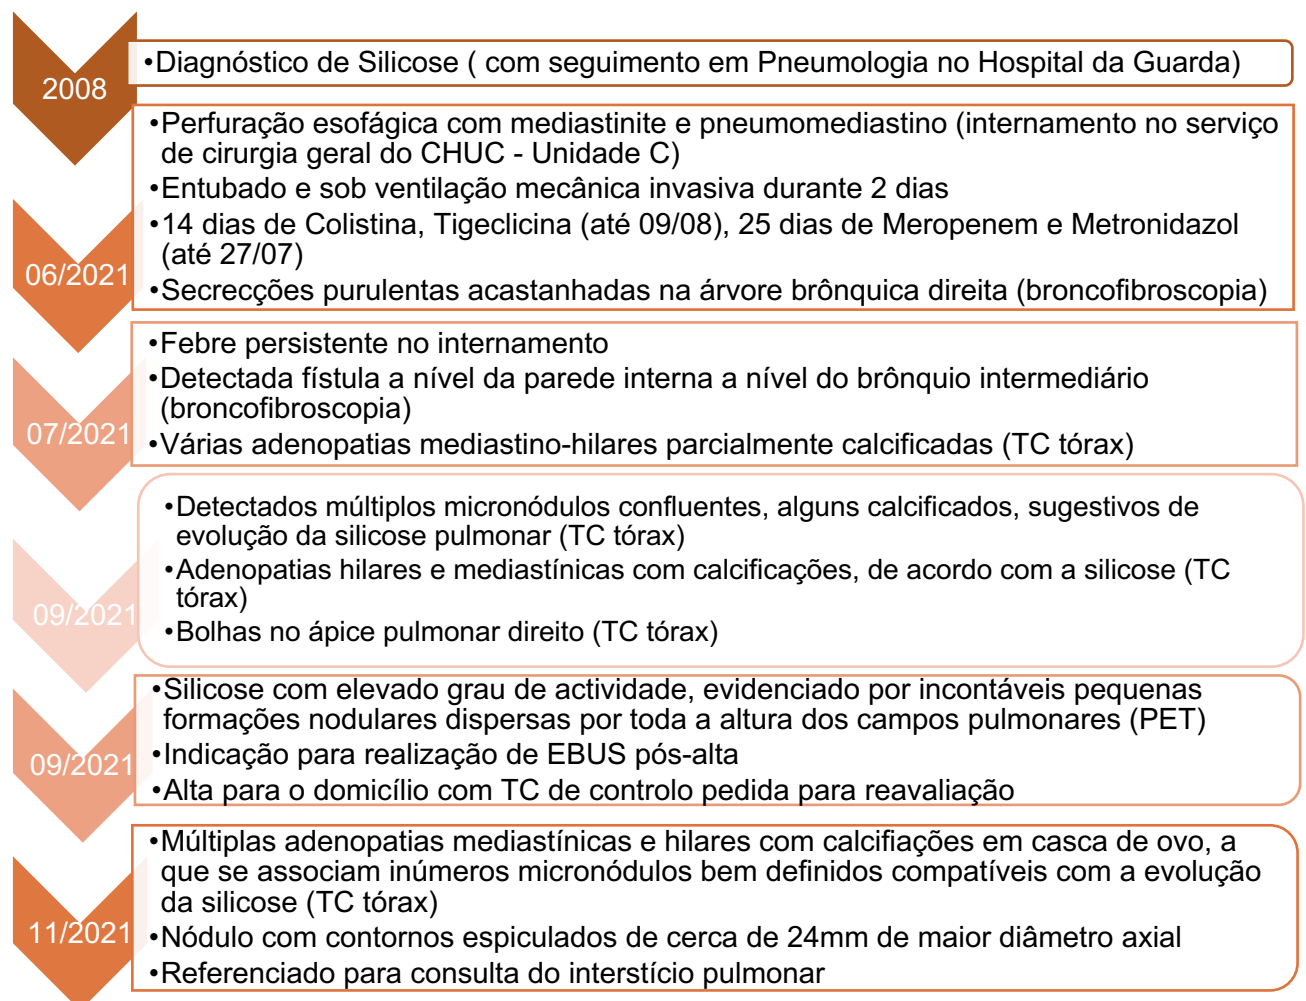 2008
•Diagnóstico de Silicose ( com seguimento em Pneumologia no Hospital da Guarda)
06/2021
•Perfuração esofágica com mediastinite e pneumomediastino (internamento no serviço
de cirurgia geral do CHUC - Unidade C)
•Entubado e sob ventilação mecânica invasiva durante 2 dias
•14 dias de Colistina, Tigeclicina (até 09/08), 25 dias de Meropenem e Metronidazol
(até 27/07)
•Secrecções purulentas acastanhadas na árvore brônquica direita (broncofibroscopia)
07/2021
•Febre persistente no internamento
•Detectada fístula a nível da parede interna a nível do brônquio intermediário
(broncofibroscopia)
•Várias adenopatias mediastino-hilares parcialmente calcificadas (TC tórax)
09/2021
•Detectados múltiplos micronódulos confluentes, alguns calcificados, sugestivos de
evolução da silicose pulmonar (TC tórax)
•Adenopatias hilares e mediastínicas com calcificações, de acordo com a silicose (TC
tórax)
•Bolhas no ápice pulmonar direito (TC tórax)
09/2021
•Silicose com elevado grau de actividade, evidenciado por incontáveis pequenas
formações nodulares dispersas por toda a altura dos campos pulmonares (PET)
•Indicação para realização de EBUS pós-alta
•Alta para o domicílio com TC de controlo pedida para reavaliação
11/2021
•Múltiplas adenopatias mediastínicas e hilares com calcifiações em casca de ovo, a
que se associam inúmeros micronódulos bem definidos compatíveis com a evolução
da silicose (TC tórax)
•Nódulo com contornos espiculados de cerca de 24mm de maior diâmetro axial
•Referenciado para consulta do interstício pulmonar